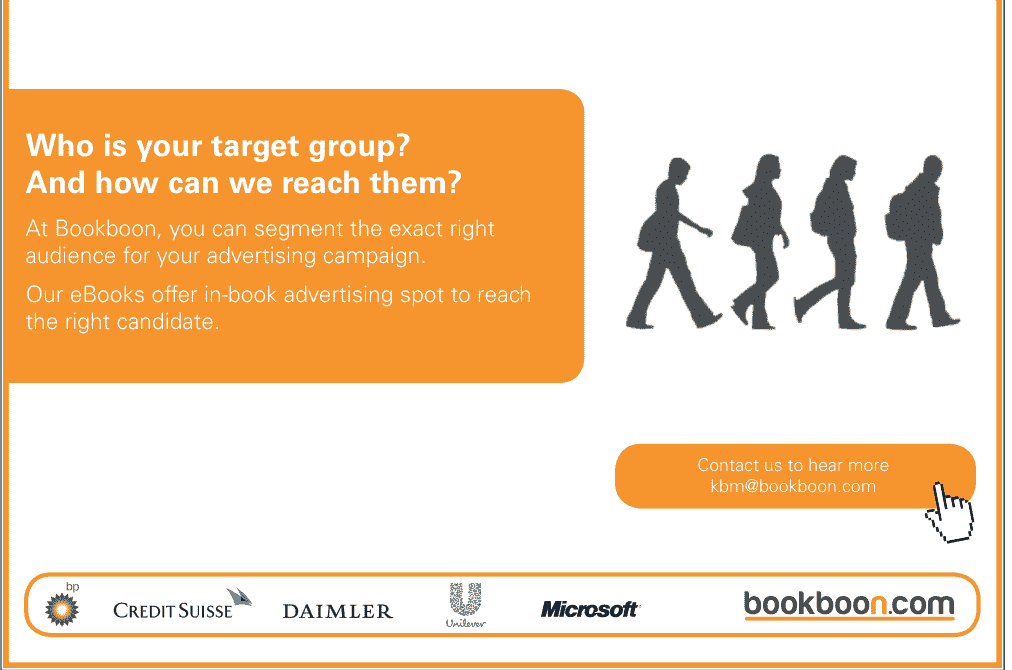 Who is your target group?
And how can we reach them?
At Bookboon, you can segment the exact right
audience for your advertising campaign.
Our eBooks offer in-book advertising spot to reach
the right candidate.
Contact us to hear more
kbm@bookboon.com
bp
CREDIT SUISSE
DAIMLER
Unilever
Microsoft
bookboon.com